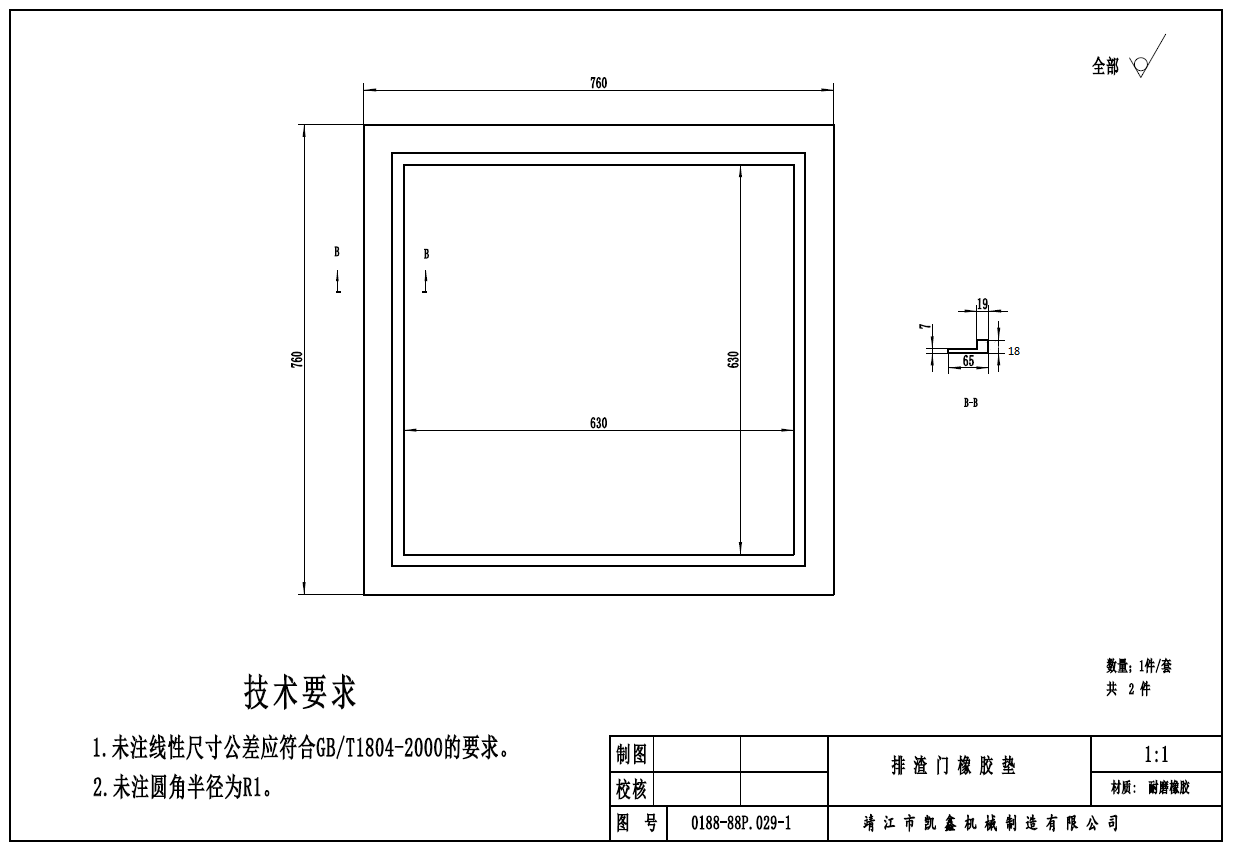 全部
760
B B
760
630
630
19
7
18
65
B-B
数量：1件/套
共 2 件
技术要求
1.未注线性尺寸公差应符合GB/T1804-2000的要求。
2.未注圆角半径为R1。
制图
校核
图 号 0188-88P.029-1
排渣门橡胶垫
1:1
材质： 耐磨橡胶
靖江市凯鑫机械制造有限公司